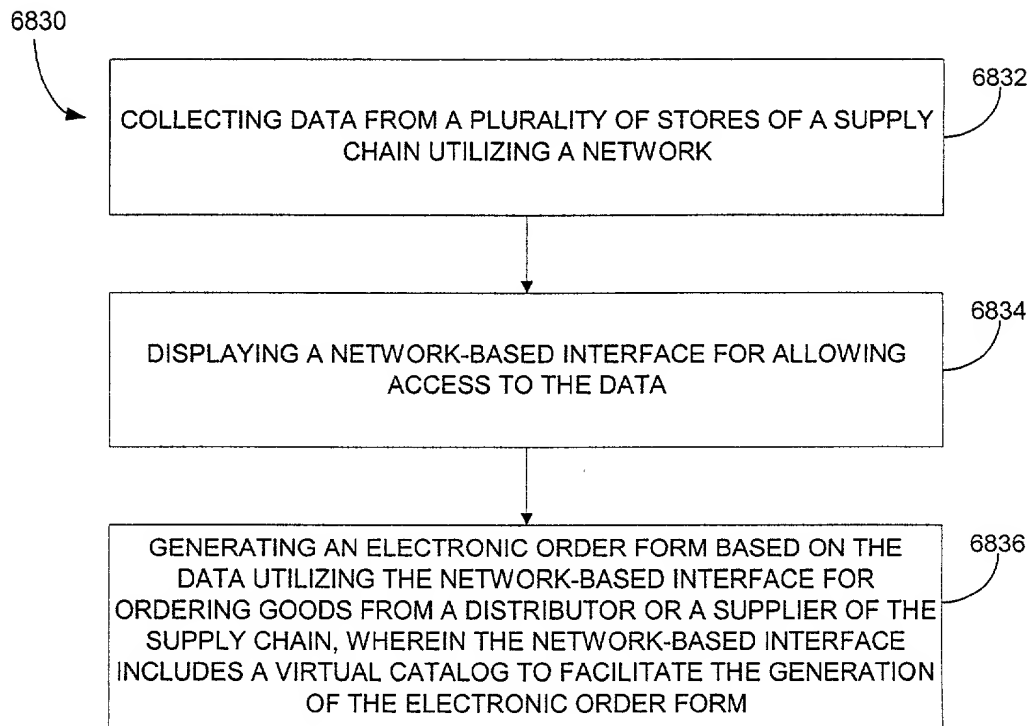 6830
6832
COLLECTING DATA FROM A PLURALITY OF STORES OF A SUPPLY
CHAIN UTILIZING A NETWORK
6834
DISPLAYING A NETWORK-BASED INTERFACE FOR ALLOWING
ACCESS TO THE DATA
6836
GENERATING AN ELECTRONIC ORDER FORM BASED ON THE
DATA UTILIZING THE NETWORK-BASED INTERFACE FOR
ORDERING GOODS FROM A DISTRIBUTOR OR A SUPPLIER OF THE
SUPPLY CHAIN, WHEREIN THE NETWORK-BASED INTERFACE
INCLUDES A VIRTUAL CATALOG TO FACILITATE THE GENERATION
OF THE ELECTRONIC ORDER FORM